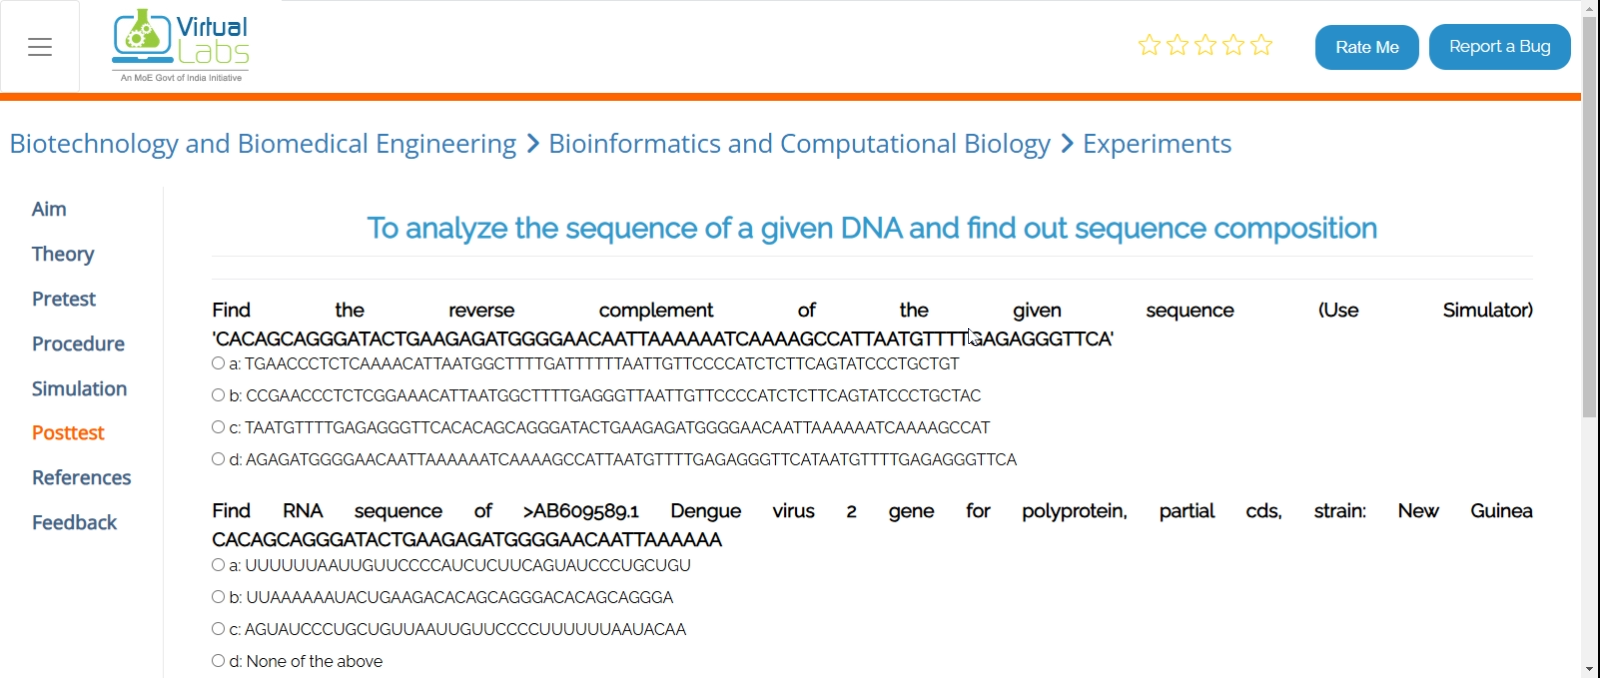 Virtual
Labs
An MoE Govt of India Initiative
Rate Me
Report a Bug
Biotechnology and Biomedical Engineering > Bioinformatics and Computational Biology > Experiments
Aim
Theory
Pretest
Procedure
Simulation
Posttest
References
Feedback
To analyze the sequence of a given DNA and find out sequence composition
Find the reverse complement of the given sequence (Use Simulator)
'CACAGCAGGGATACTGAAGAGATGGGGAACAATTAAAAAATCAAAAGCCATTAATGTTTTGAGAGGGTTCA'
a: TGAACCCTCTCAAAACATTAATGGCTTTTGATTTTTTAATTGTTCCCCATCTCTTCAGTATCCCTGCTGT
b: CCGAACCCTCTCGGAAACATTAATGGCTTTTGAGGGTTAATTGTTCCCCATCTCTTCAGTATCCCTGCTAC
c: TAATGTTTTGAGAGGGTTCACACAGCAGGGATACTGAAGAGATGGGGAACAATTAAAAAATCAAAAGCCAT
d: AGAGATGGGGAACAATTAAAAAATCAAAAGCCATTAATGTTTTGAGAGGGTTCATAATGTTTTGAGAGGGTTCA
Find RNA sequence of >AB609589.1 Dengue virus 2 gene for polyprotein, partial cds, strain: New Guinea
CACAGCAGGGATACTGAAGAGATGGGGAACAATTAAAAAA
a: UUUUUUAAUUGUUCCCCAUCUCUUCAGUAUCCCUGCUGU
b: UUAAAAAAUACUGAAGACACAGCAGGGACACAGCAGGGA
c: AGUAUCCCUGCUGUUAAUUGUUCCCCUUUUUUAAUACAA
d: None of the above